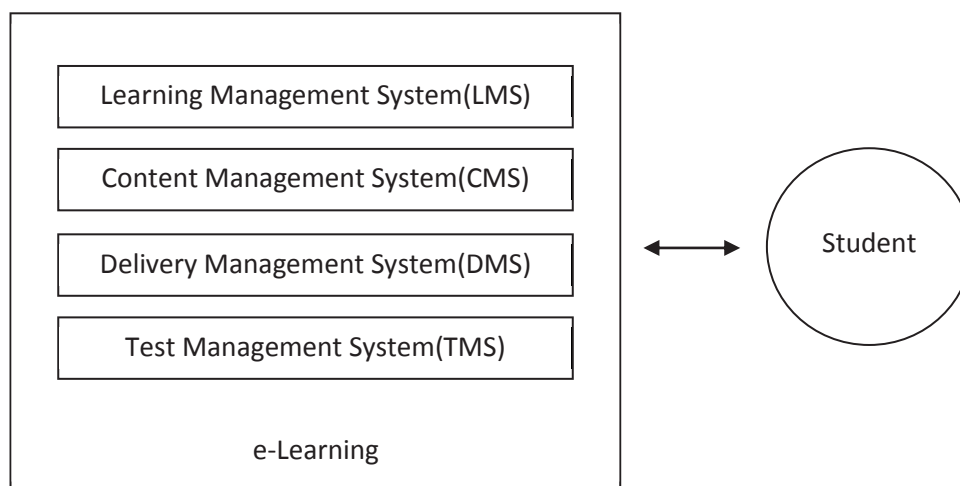 Learning Management System(LMS)
Content Management System(CMS)
Delivery Management System(DMS)
Student
Test Management System(TMS)
e-Learning